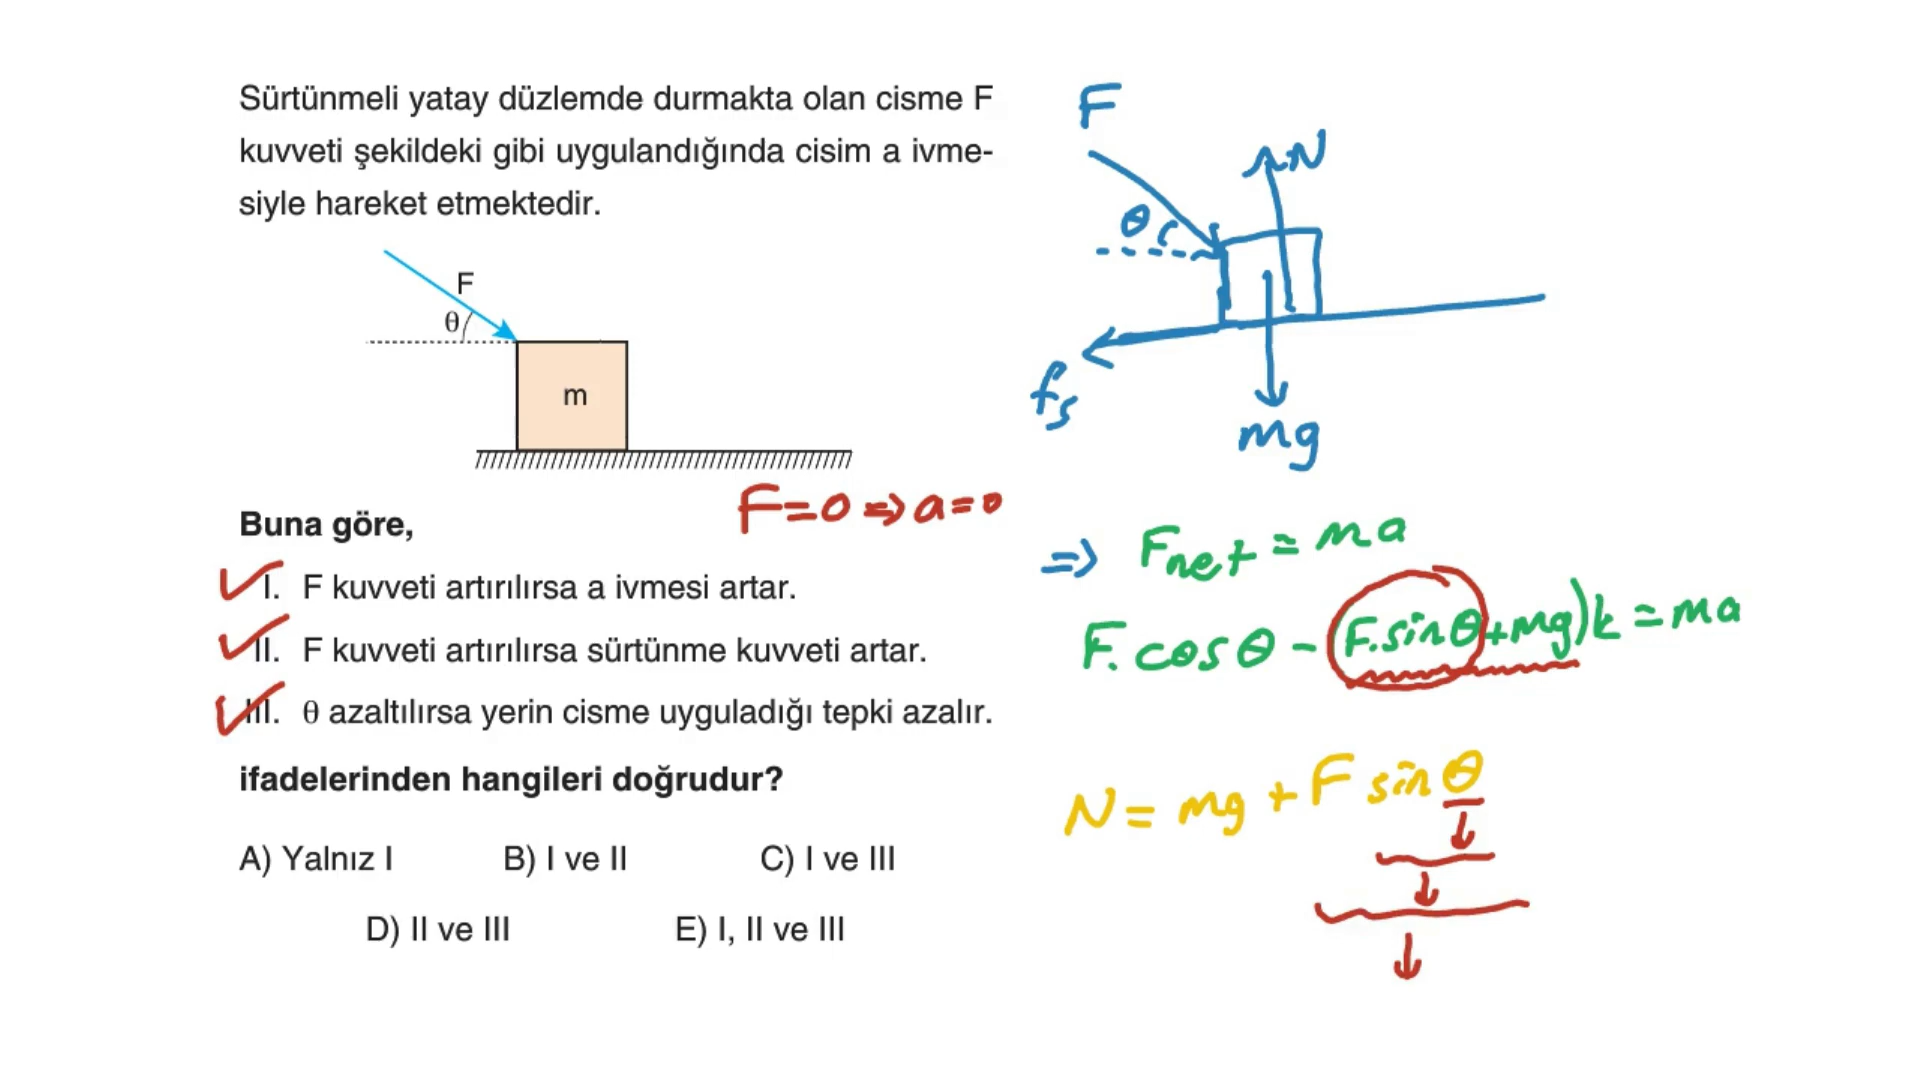 Sürtünmeli yatay düzlemde durmakta olan cisme F
kuvveti şekildeki gibi uygulandığında cisim a ivme-
siyle hareket etmektedir.
F
θ
m
Buna göre,
I. F kuvveti artırılırsa a ivmesi artar.
II. F kuvveti artırılırsa sürtünme kuvveti artar.
III. θ azaltılırsa yerin cisme uyguladığı tepki azalır.
ifadelerinden hangileri doğrudur?
A) Yalnız I B) I ve II C) I ve III
D) II ve III E) I, II ve III
F=0 => a=0
F
N
θ
fs
mg
=> Fnet = ma
F.cosθ - (F.sinθ+mg)k = ma
N = mg + F sinθ